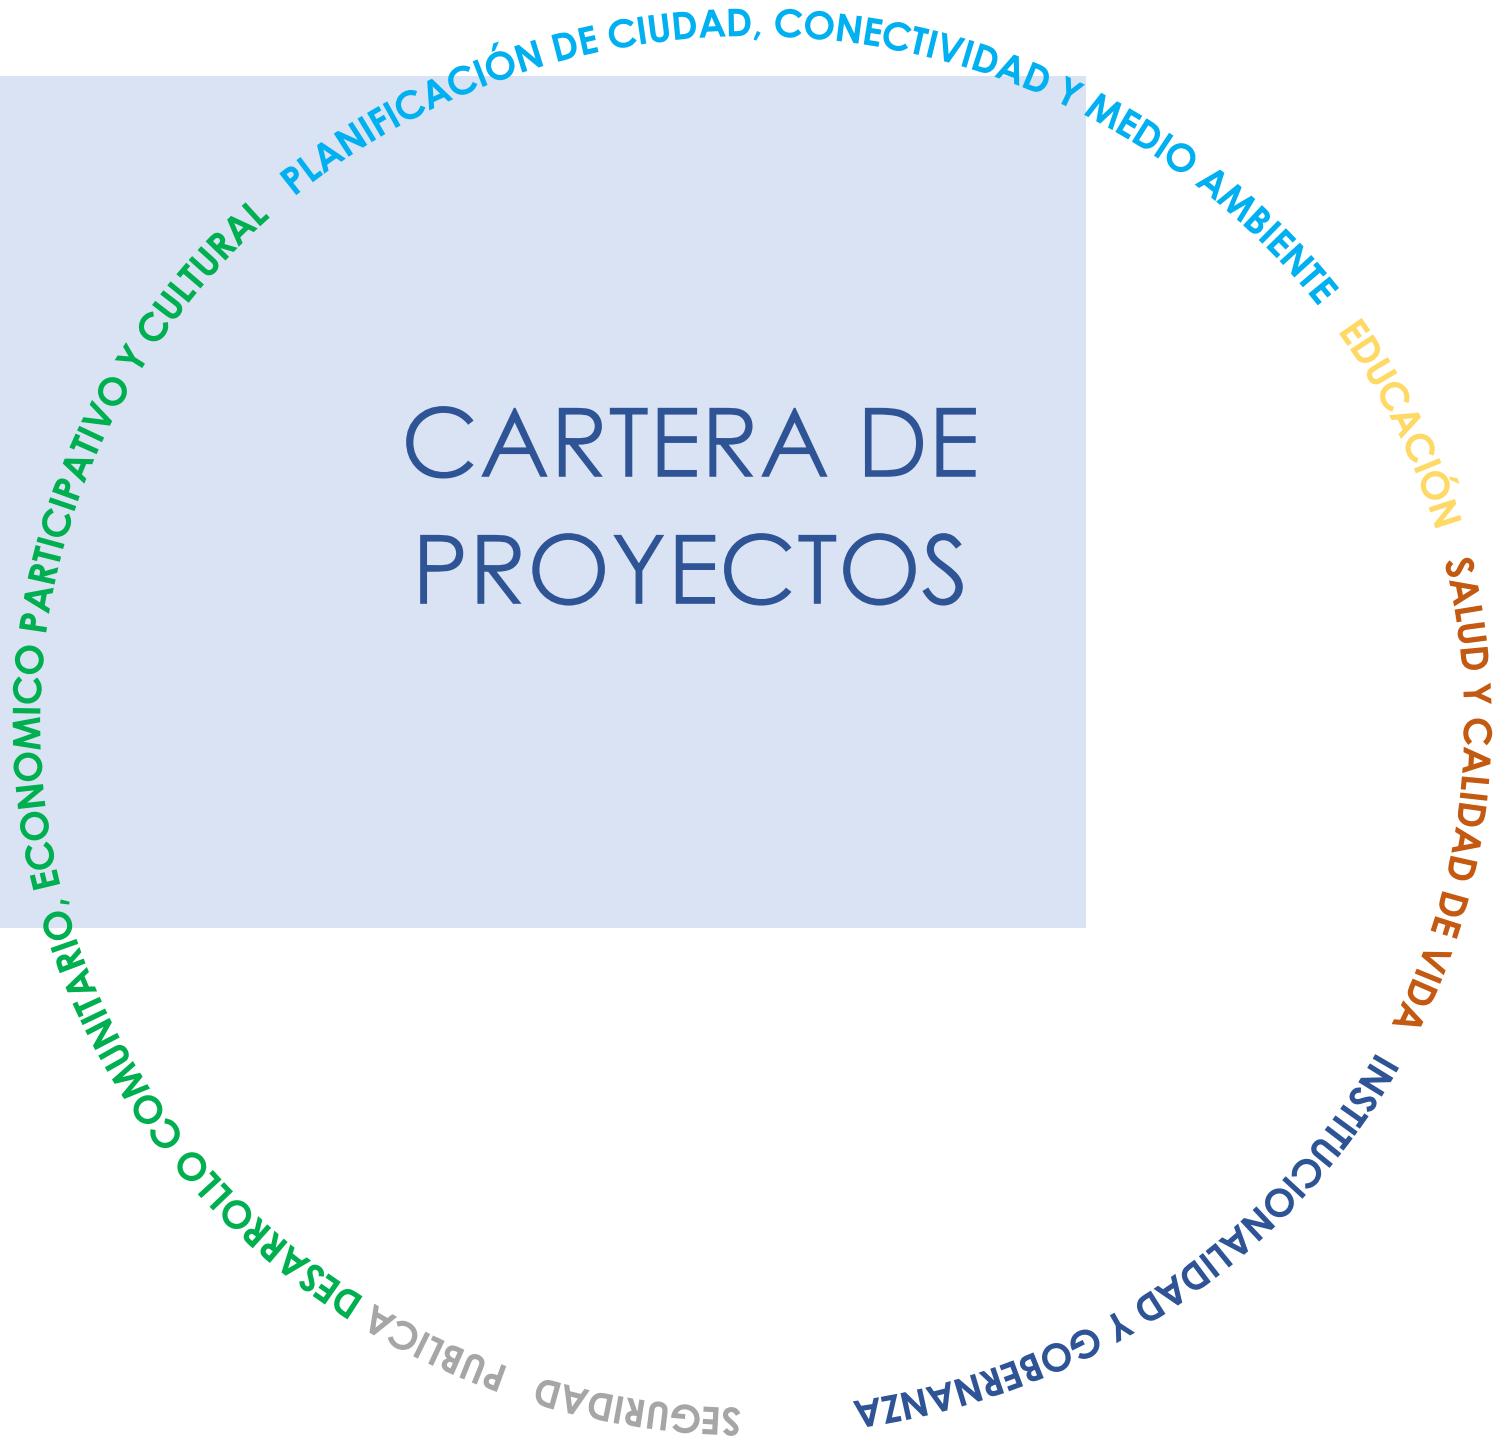 PLANIFICACIÓN DE CIUDAD, CONECTIVIDAD Y MEDIO AMBIENTE
EDUCACIÓN
SALUD Y CALIDAD DE VIDA
INSTITUCIONALIDAD Y GOBERNANZA
SEGURIDAD PUBLICA
DESARROLLO COMUNITARIO, ECONOMICO PARTICIPATIVO Y CULTURAL
CARTERA DE
PROYECTOS